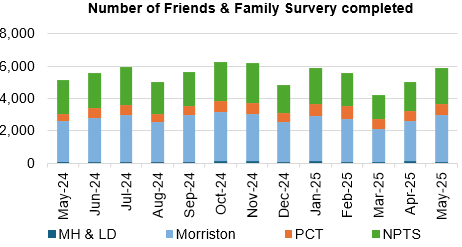 Number of Friends & Family Survery completed
8,000
6,000
4,000
2,000
0
May-24
Jun-24
Jul-24
Aug-24
Sep-24
Oct-24
Nov-24
Dec-24
Jan-25
Feb-25
Mar-25
Apr-25
May-25
MH & LD Morriston PCT NPTS